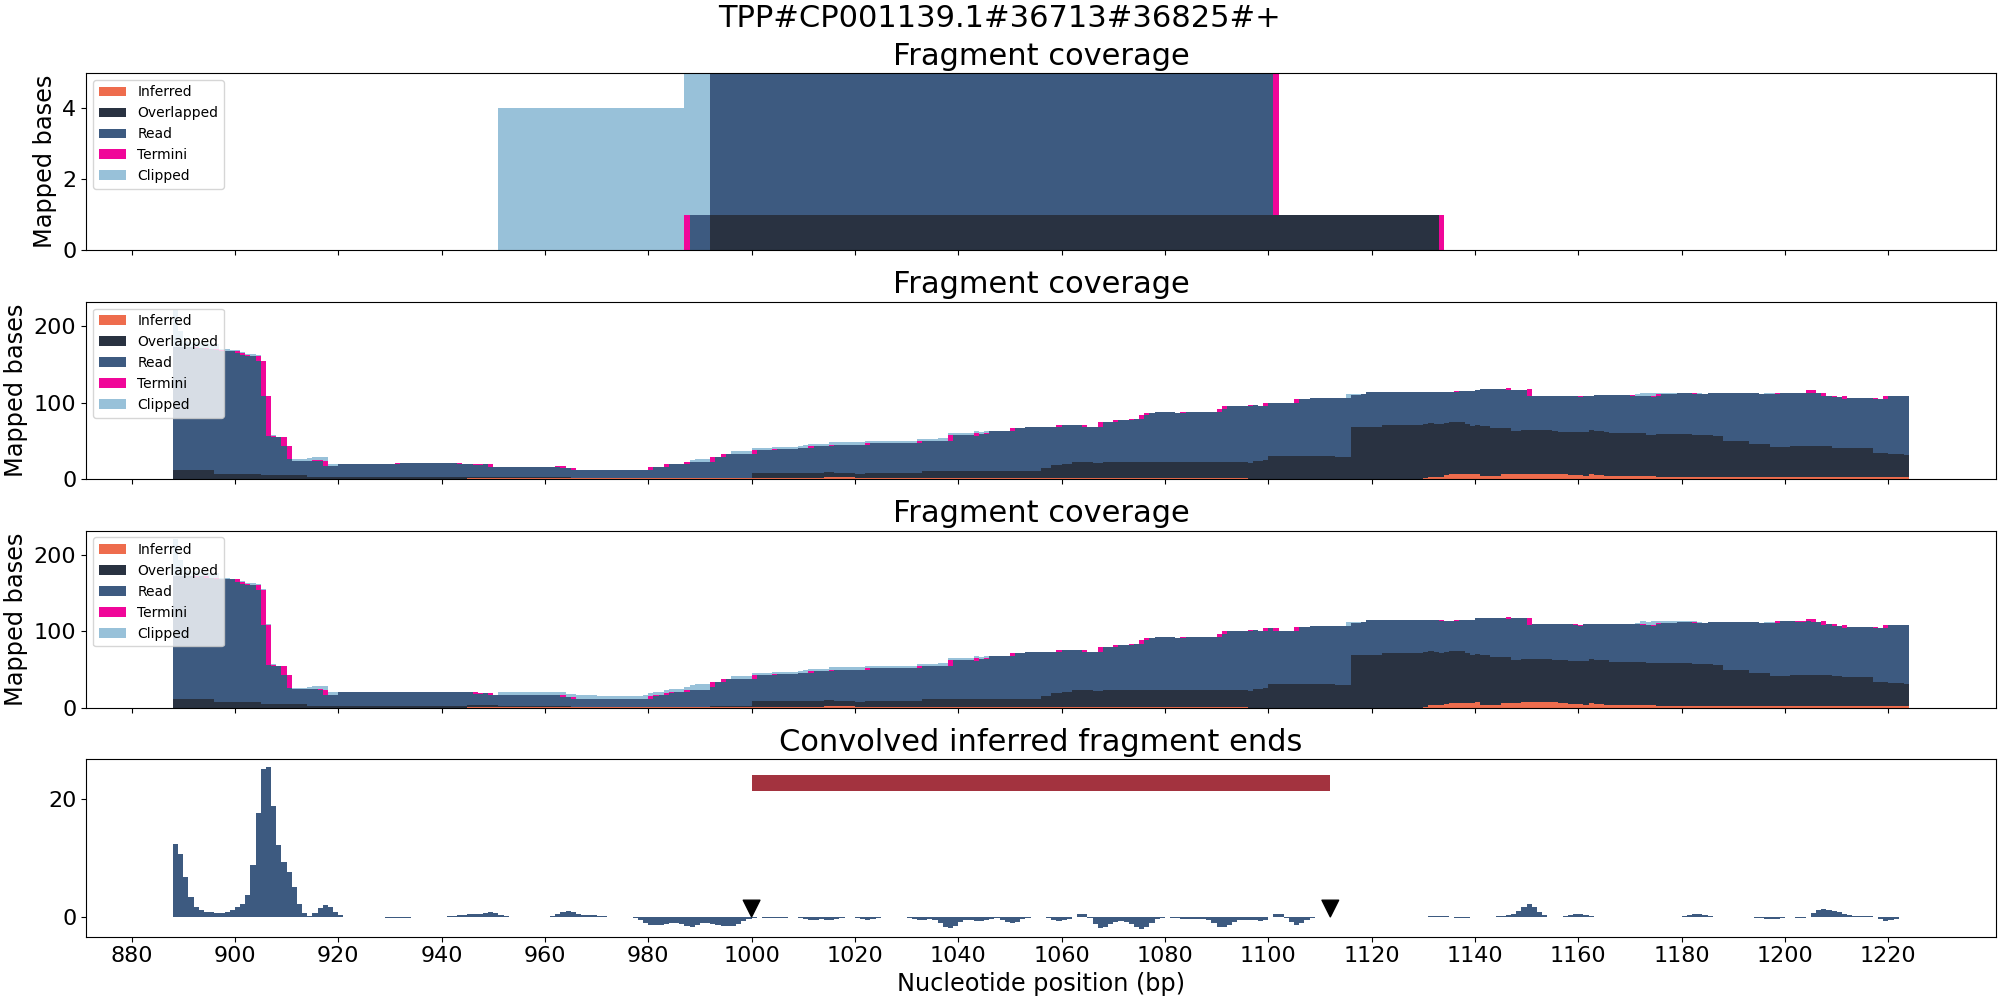 TPP#CP001139.1#36713#36825#+
Fragment coverage
Mapped bases
4
2
0
Inferred
Overlapped
Read
Termini
Clipped
Fragment coverage
Mapped bases
200
100
0
Inferred
Overlapped
Read
Termini
Clipped
Fragment coverage
Mapped bases
200
100
0
Inferred
Overlapped
Read
Termini
Clipped
Convolved inferred fragment ends
20
0
880 900 920 940 960 980 1000 1020 1040 1060 1080 1100 1120 1140 1160 1180 1200 1220
Nucleotide position (bp)